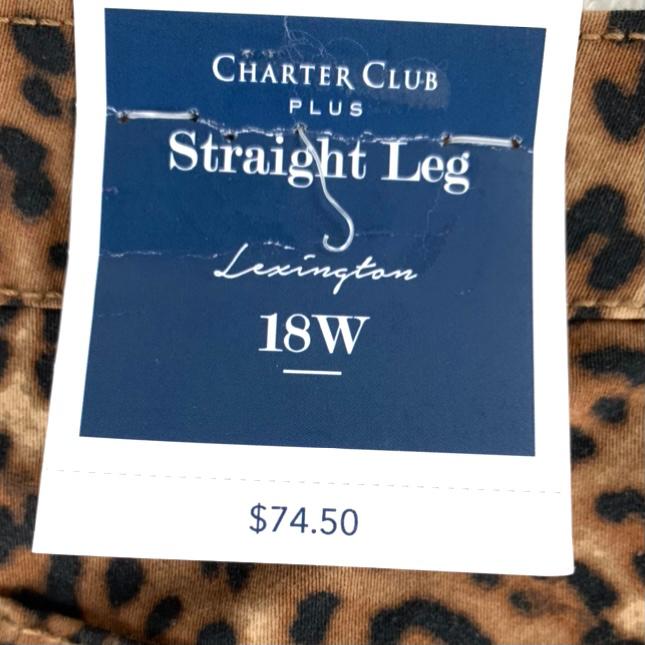 CHARTER CLUB
PLUS
Straight Leg
Lexington
18W
$74.50